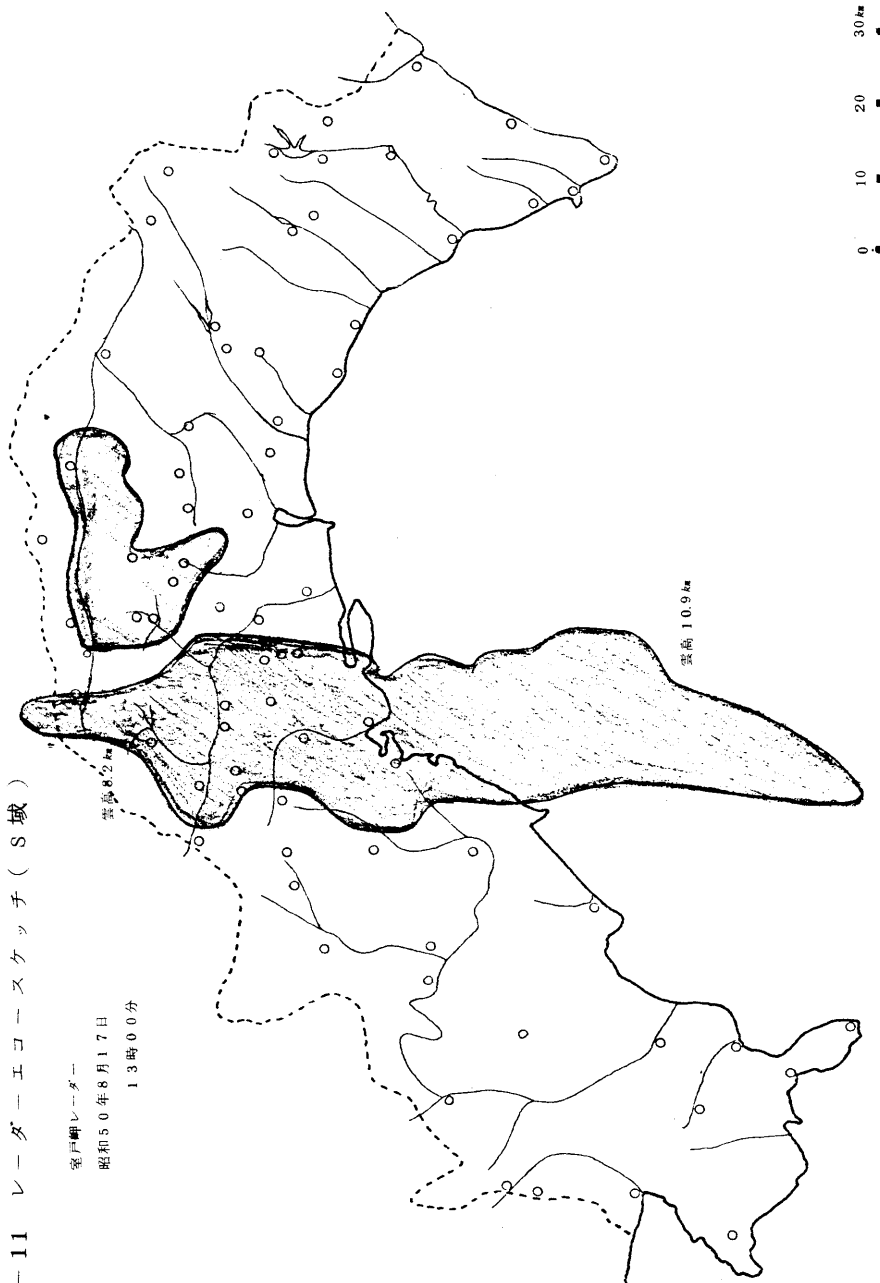 －11 レーダーエコースケッチ（S域）
室戸岬レーダー
昭和50年8月17日
13時00分
雲高8.2km
雲高10.9km
0 10 20 30km